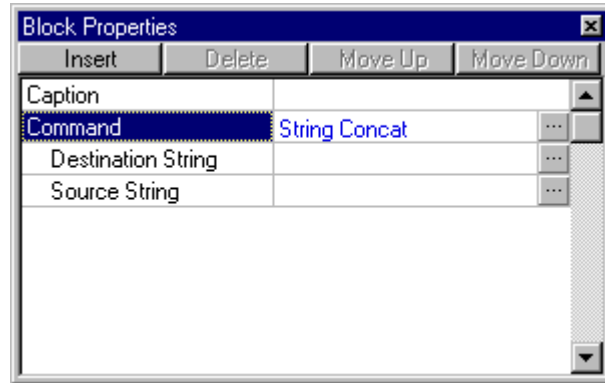 Block Properties
Insert Delete Move Up Move Down
Caption
Command String Concat ...
Destination String ...
Source String ...